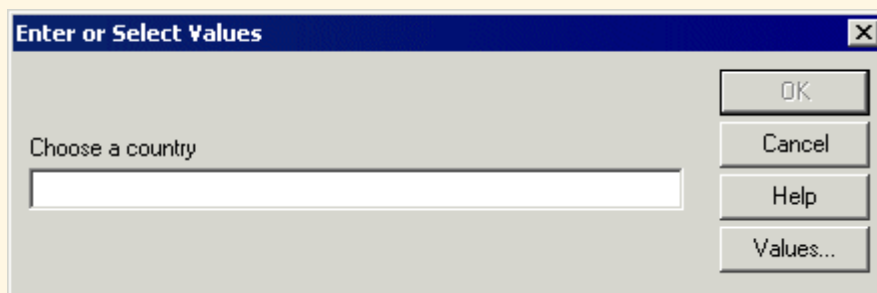 Enter or Select Values
OK
Choose a country
Cancel
Help
Values...